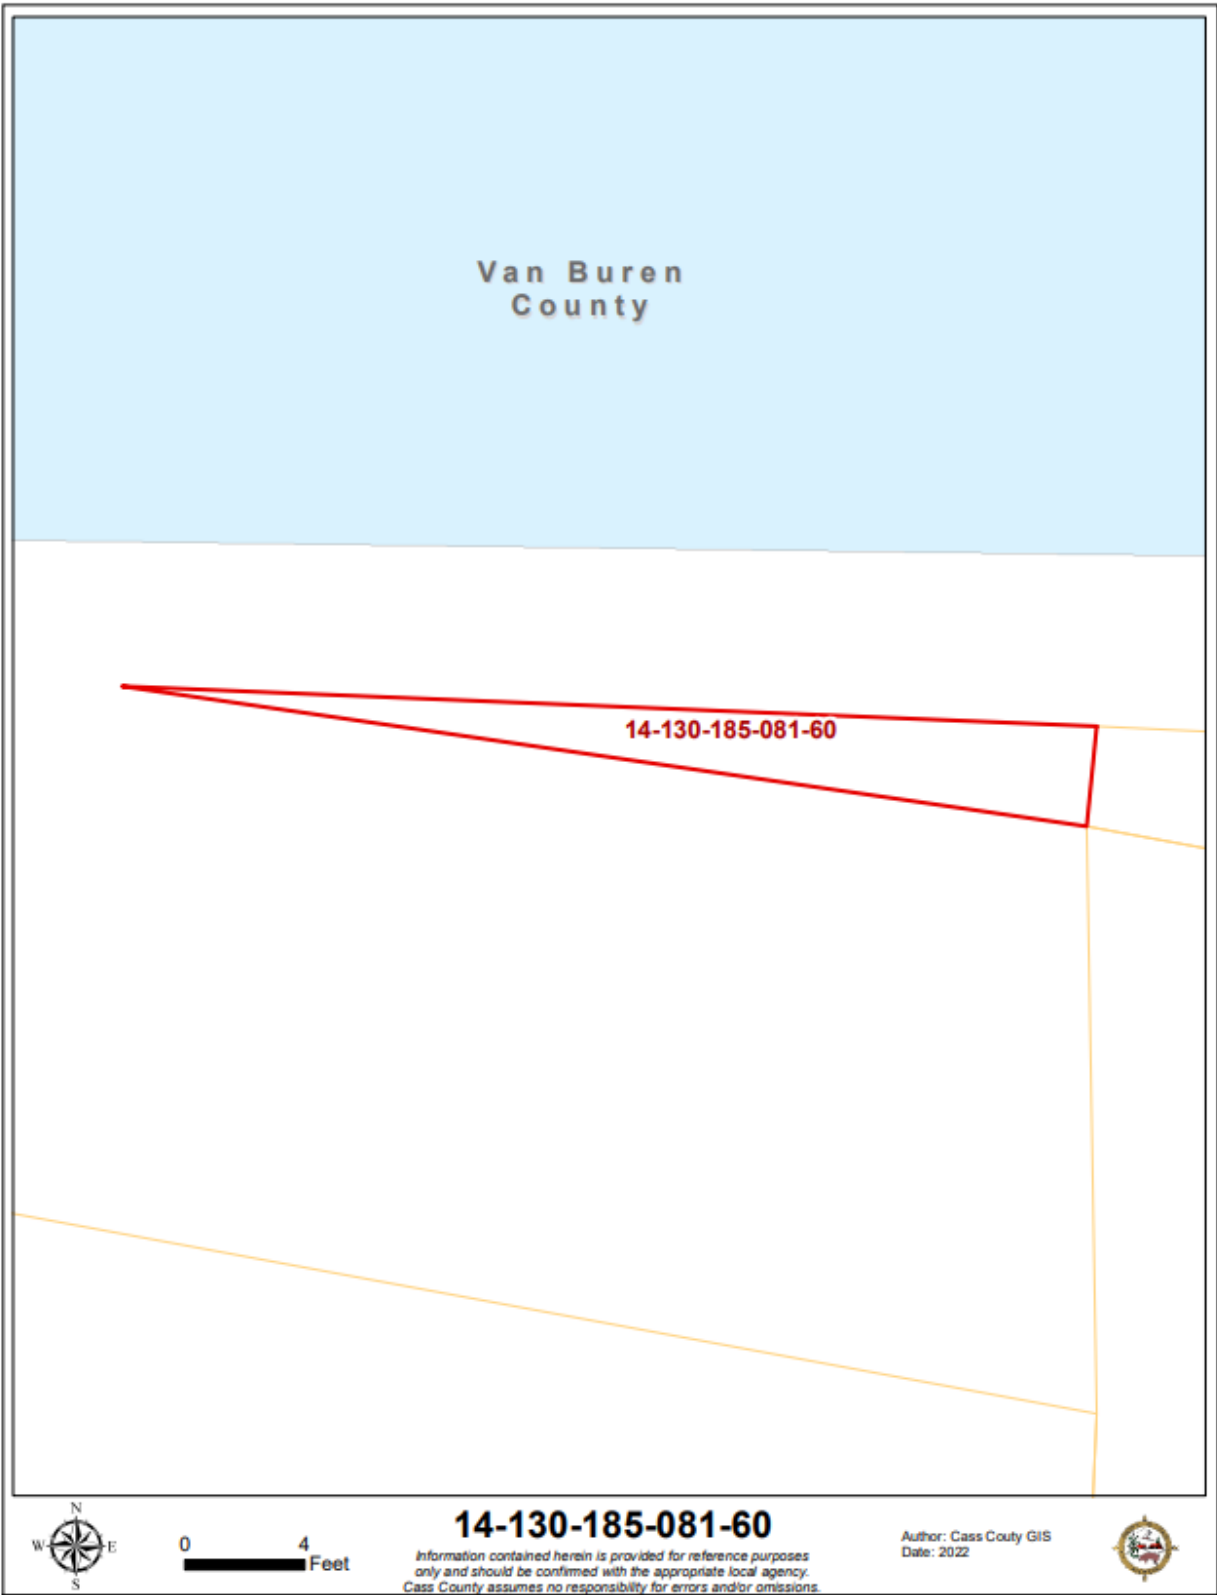 Van Buren
County
14-130-185-081-60
N
W E
S
0 4
Feet
14-130-185-081-60
Information contained herein is provided for reference purposes
only and should be confirmed with the appropriate local agency.
Cass County assumes no responsibility for errors and/or omissions.
Author: Cass Couty GIS
Date: 2022